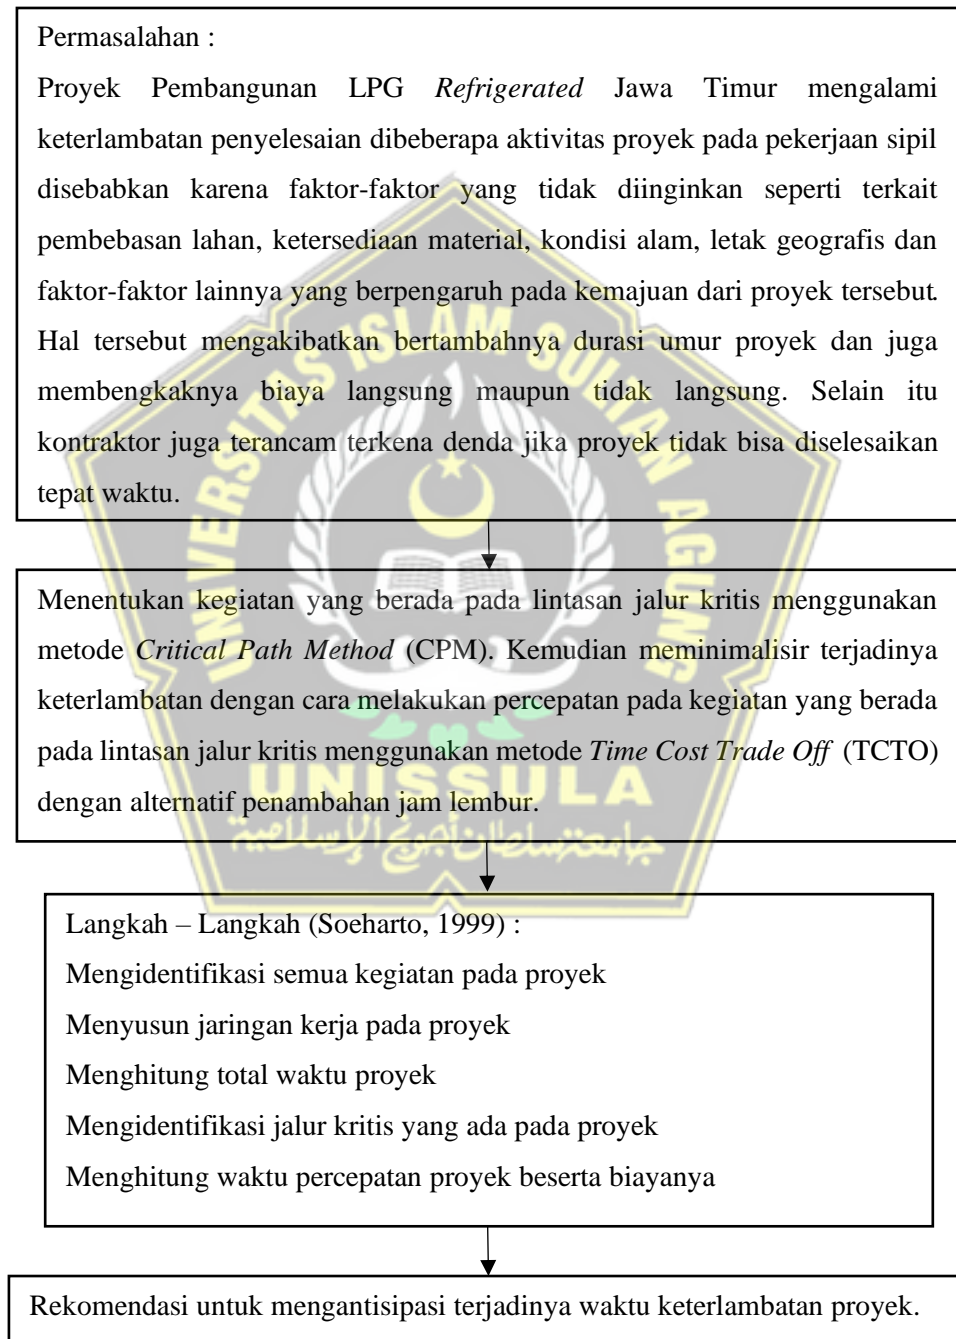 Permasalahan :
Proyek Pembangunan LPG Refrigerated Jawa Timur mengalami
keterlambatan penyelesaian dibeberapa aktivitas proyek pada pekerjaan sipil
disebabkan karena faktor-faktor yang tidak diinginkan seperti terkait
pembebasan lahan, ketersediaan material, kondisi alam, letak geografis dan
faktor-faktor lainnya yang berpengaruh pada kemajuan dari proyek tersebut.
Hal tersebut mengakibatkan bertambahnya durasi umur proyek dan juga
membengkaknya biaya langsung maupun tidak langsung. Selain itu
kontraktor juga terancam terkena denda jika proyek tidak bisa diselesaikan
tepat waktu.
Menentukan kegiatan yang berada pada lintasan jalur kritis menggunakan
metode Critical Path Method (CPM). Kemudian meminimalisir terjadinya
keterlambatan dengan cara melakukan percepatan pada kegiatan yang berada
pada lintasan jalur kritis menggunakan metode Time Cost Trade Off (TCTO)
dengan alternatif penambahan jam lembur.
Langkah – Langkah (Soeharto, 1999) :
Mengidentifikasi semua kegiatan pada proyek
Menyusun jaringan kerja pada proyek
Menghitung total waktu proyek
Mengidentifikasi jalur kritis yang ada pada proyek
Menghitung waktu percepatan proyek beserta biayanya
Rekomendasi untuk mengantisipasi terjadinya waktu keterlambatan proyek.
UNIVERSITAS ISLAM SULTAN AGUNG
UNISSULA
جامعة سلطان أجونج الإسلامية